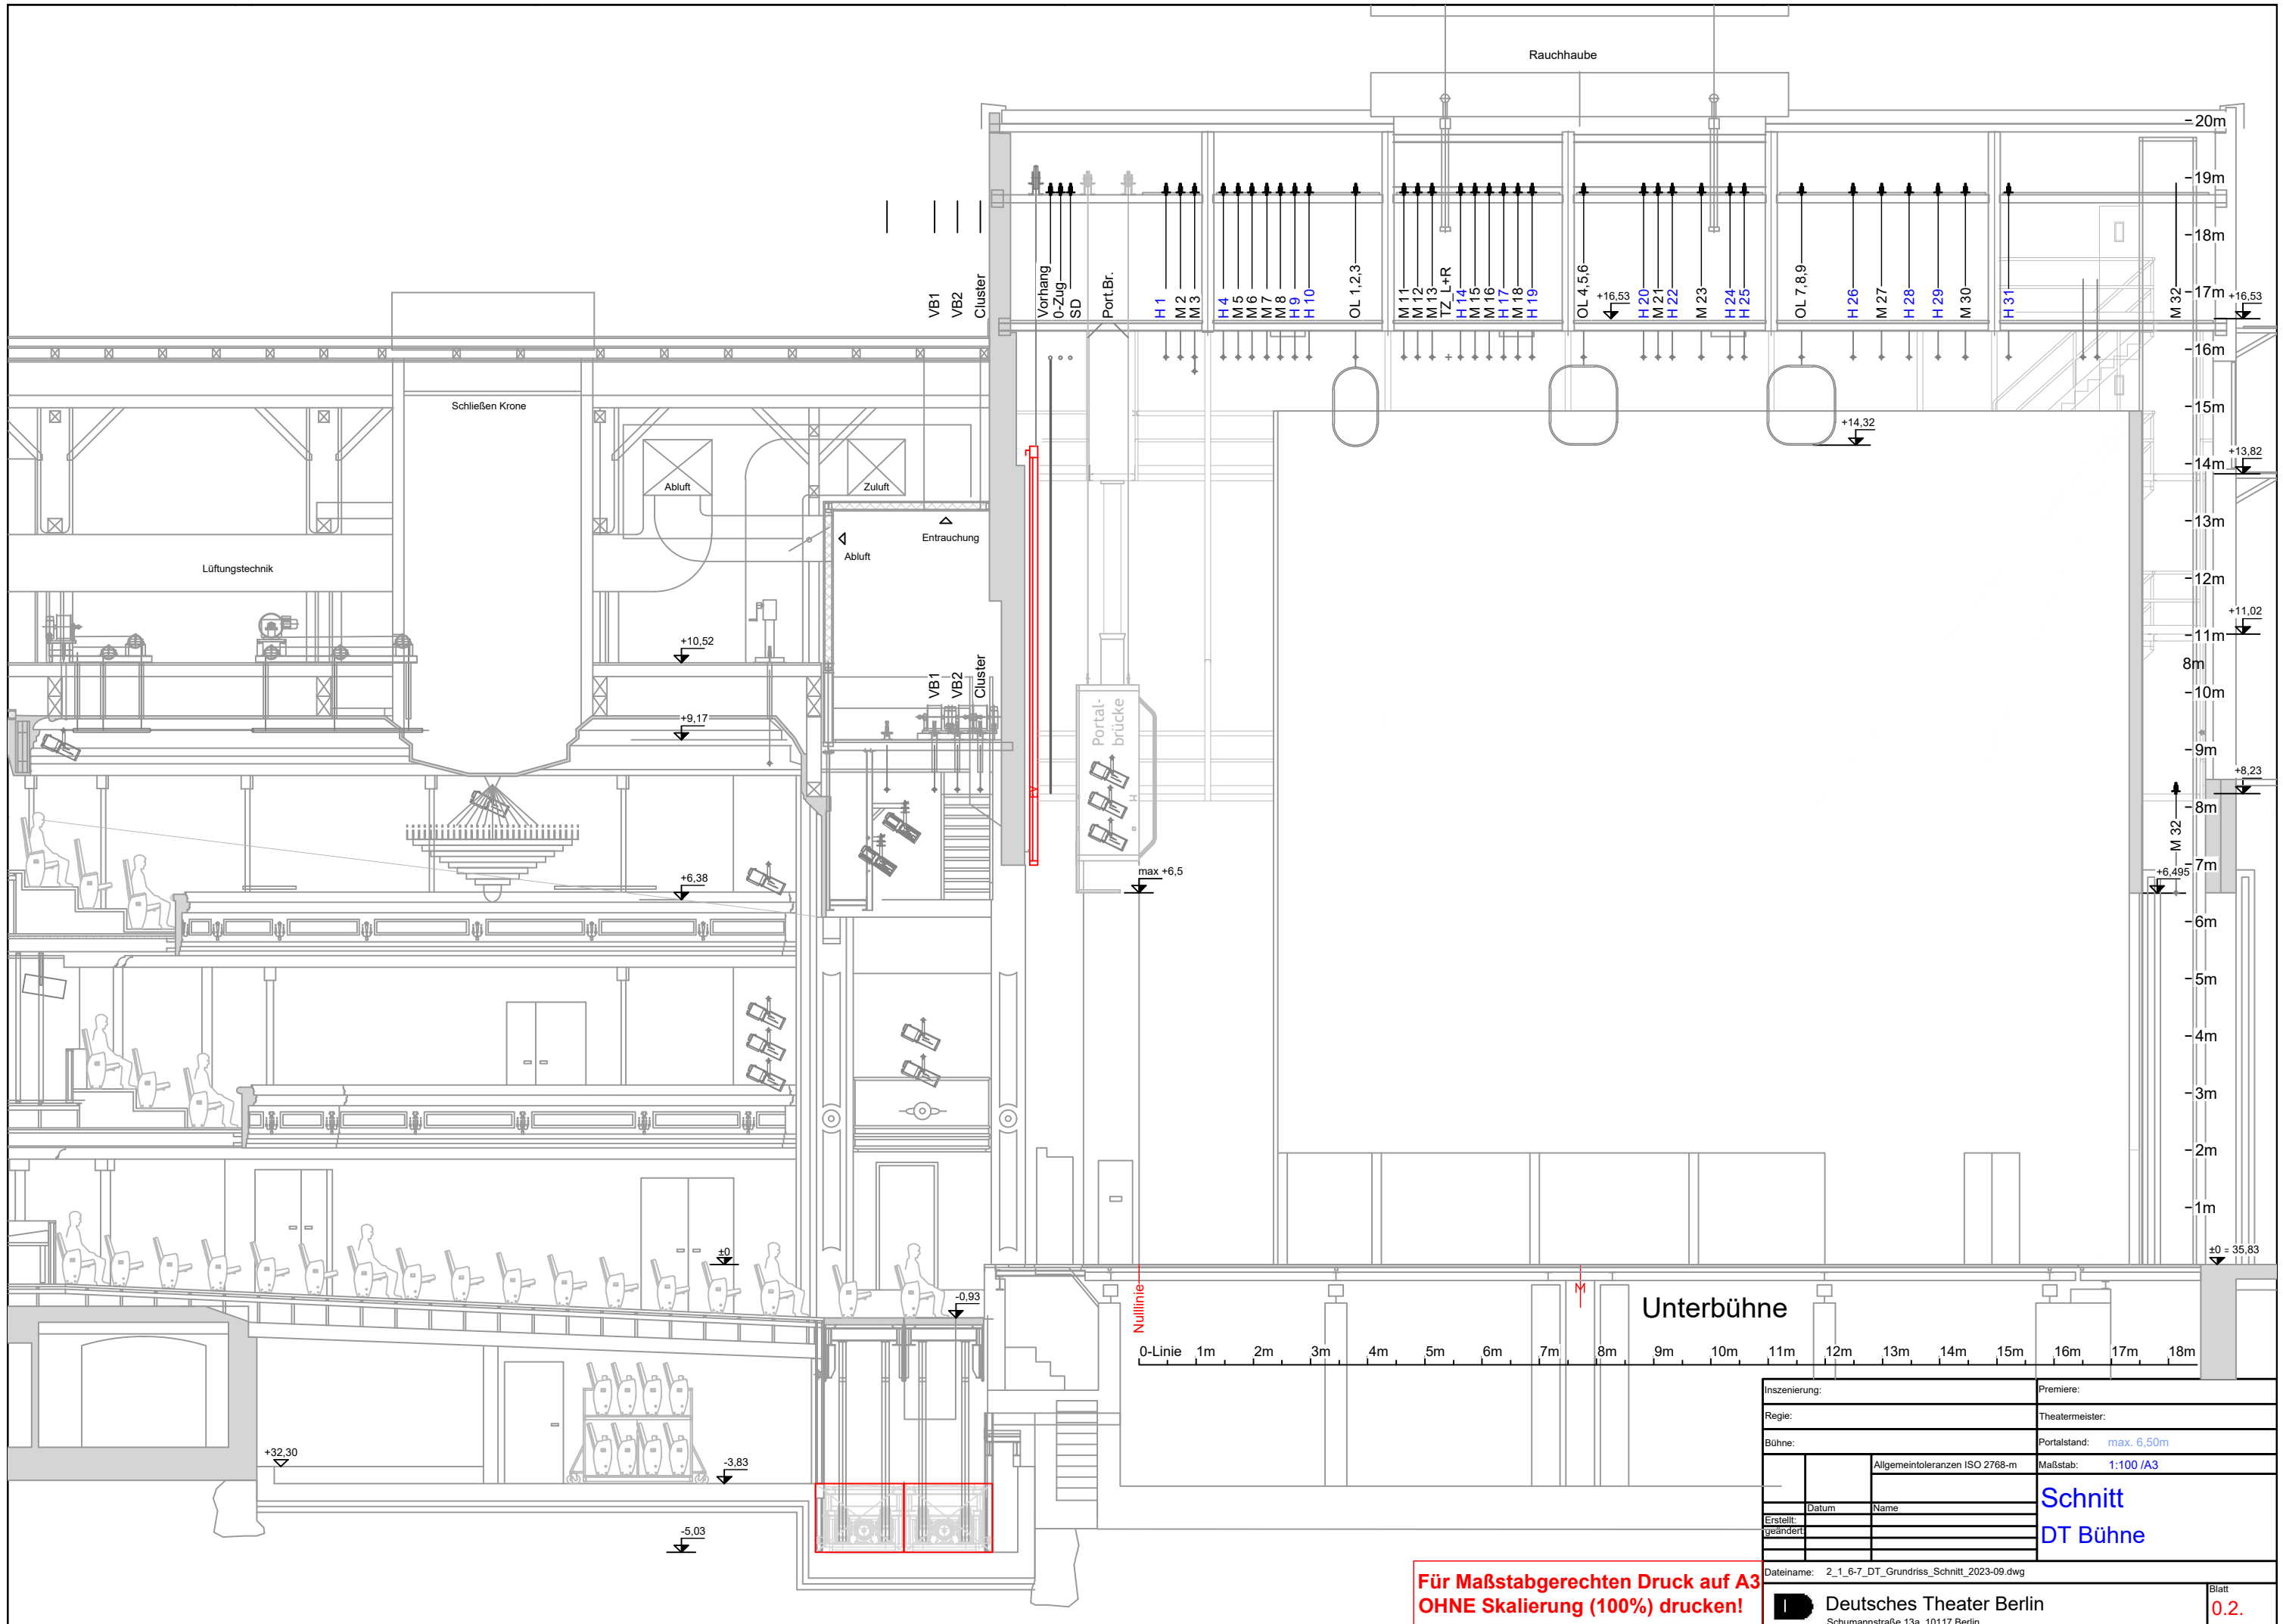 Rauchhaube
20m
19m
18m
17m
16m
15m
14m
13m
12m
11m
8m
10m
9m
8m
7m
6m
5m
4m
3m
2m
1m
VB1
VB2
Cluster
Vorhang
0-Zug
SD
Port.Br.
H 1
M 2
M 3
H 4
M 5
M 6
M 7
M 8
H 9
H 10
OL 1,2,3
M 11
M 12
M 13
TZ_L+R
H 14
M 15
M 16
H 17
M 18
H 19
OL 4,5,6
+16,53
H 20
M 21
H 22
M 23
H 24
H 25
OL 7,8,9
H 26
M 27
H 28
H 29
M 30
H 31
M 32
+16,53
Schließen Krone
Abluft
Zuluft
+14,32
+13,82
Entrauchung
Abluft
Lüftungstechnik
+11,02
+10,52
VB1
VB2
Cluster
Portal-
brücke
+9,17
+8,23
M 32
max +6,5
+6,38
+6,495
±0
±0 = 35,83
-0,93
Nulllinie
M
Unterbühne
0-Linie 1m 2m 3m 4m 5m 6m 7m 8m 9m 10m 11m 12m 13m 14m 15m 16m 17m 18m
+32,30
-3,83
-5,03
Inszenierung:
Premiere:
Regie:
Theatermeister:
Bühne:
Portalstand: max. 6,50m
Allgemeintoleranzen ISO 2768-m
Maßstab: 1:100 /A3
Schnitt
DT Bühne
Datum Name
Erstellt:
geändert:
Dateiname: 2_1_6-7_DT_Grundriss_Schnitt_2023-09.dwg
Für Maßstabgerechten Druck auf A3
OHNE Skalierung (100%) drucken!
Deutsches Theater Berlin
Schumannstraße 13a, 10117 Berlin
Blatt
0.2.